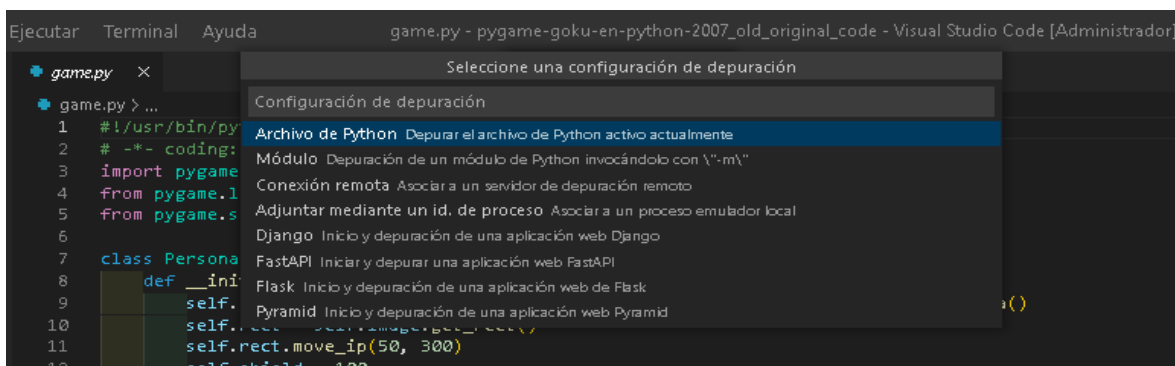 Ejecutar Terminal Ayuda game.py - pygame-goku-en-python-2007_old_original_code - Visual Studio Code [Administrador]
game.py ×
Seleccione una configuración de depuración
game.py > ...
Configuración de depuración
1 #!/usr/bin/py
Archivo de Python Depurar el archivo de Python activo actualmente
2 # -*- coding:
Módulo Depuración de un módulo de Python invocándolo con \"-m\"
3 import pygame
Conexión remota Asociar a un servidor de depuración remoto
4 from pygame.l
5 from pygame.s
Adjuntar mediante un id. de proceso Asociar a un proceso emulador local
6
Django Inicio y depuración de una aplicación web Django
7 class Persona
FastAPI Iniciar y depurar una aplicación web FastAPI
8 def __ini
Flask Inicio y depuración de una aplicación web de Flask
9 self. a()
Pyramid Inicio y depuración de una aplicación web Pyramid
10 self.rect = self.image.get_rect()
11 self.rect.move_ip(50, 300)